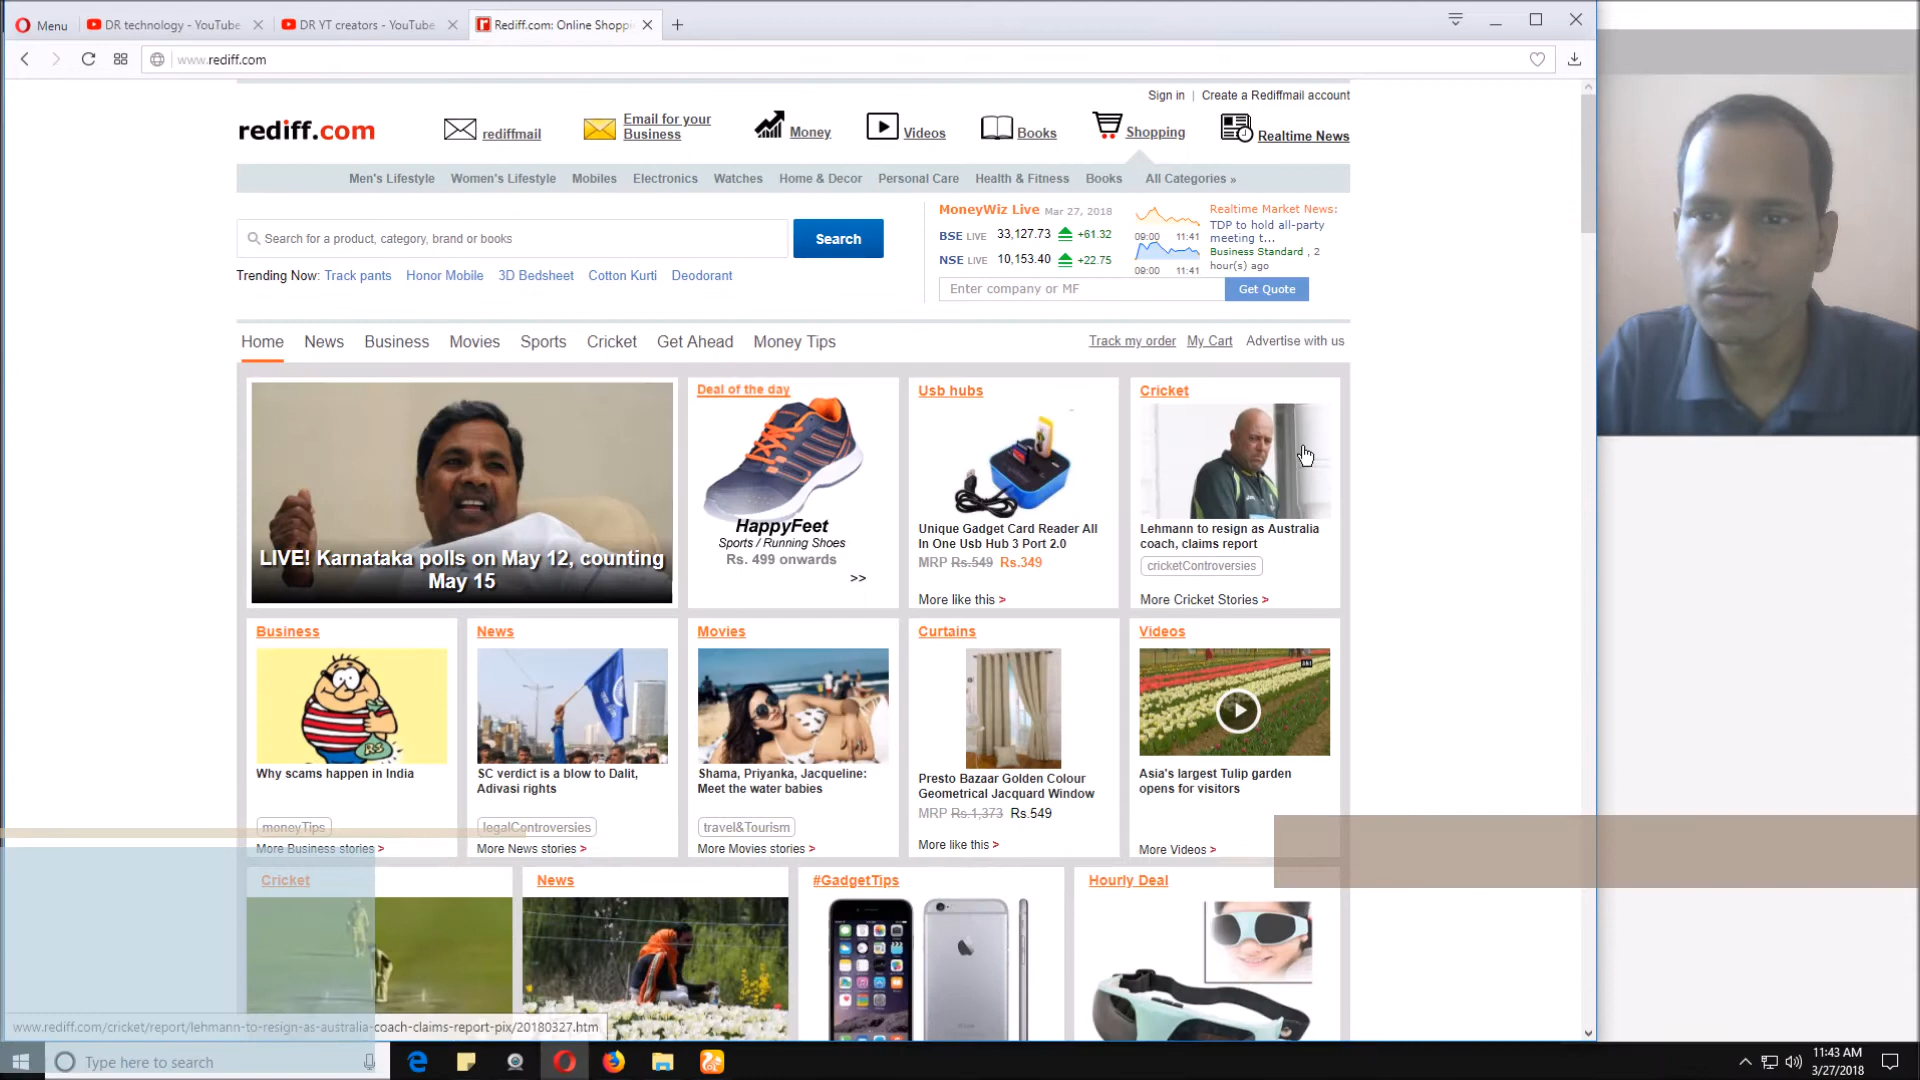 Menu
DR technology - YouTube
DR YT creators - YouTube
Rediff.com: Online Shoppi
www.rediff.com
Sign in | Create a Rediffmail account
rediff.com
rediffmail
Email for your
Business
Money
Videos
Books
Shopping
Realtime News
Men's Lifestyle Women's Lifestyle Mobiles Electronics Watches Home & Decor Personal Care Health & Fitness Books All Categories »
Search for a product, category, brand or books
Search
Trending Now: Track pants Honor Mobile 3D Bedsheet Cotton Kurti Deodorant
MoneyWiz Live Mar 27, 2018
BSE LIVE 33,127.73 +61.32
NSE LIVE 10,153.40 +22.75
09:00 11:41
09:00 11:41
Realtime Market News:
TDP to hold all-party
meeting t...
Business Standard , 2
hour(s) ago
Enter company or MF
Get Quote
Home News Business Movies Sports Cricket Get Ahead Money Tips
Track my order My Cart Advertise with us
LIVE! Karnataka polls on May 12, counting
May 15
Deal of the day
HappyFeet
Sports / Running Shoes
Rs. 499 onwards
>>
Usb hubs
Unique Gadget Card Reader All
In One Usb Hub 3 Port 2.0
MRP Rs.549 Rs.349
More like this >
Cricket
Lehmann to resign as Australia
coach, claims report
cricketControversies
More Cricket Stories >
Business
Why scams happen in India
moneyTips
More Business stories >
News
SC verdict is a blow to Dalit,
Adivasi rights
legalControversies
More News stories >
Movies
Shama, Priyanka, Jacqueline:
Meet the water babies
travel&Tourism
More Movies stories >
Curtains
Presto Bazaar Golden Colour
Geometrical Jacquard Window
MRP Rs.1,373 Rs.549
More like this >
Videos
Asia's largest Tulip garden
opens for visitors
More Videos >
Cricket
News
#GadgetTips
Hourly Deal
www.rediff.com/cricket/report/lehmann-to-resign-as-australia-coach-claims-report-pix/20180327.htm
Type here to search
11:43 AM
3/27/2018